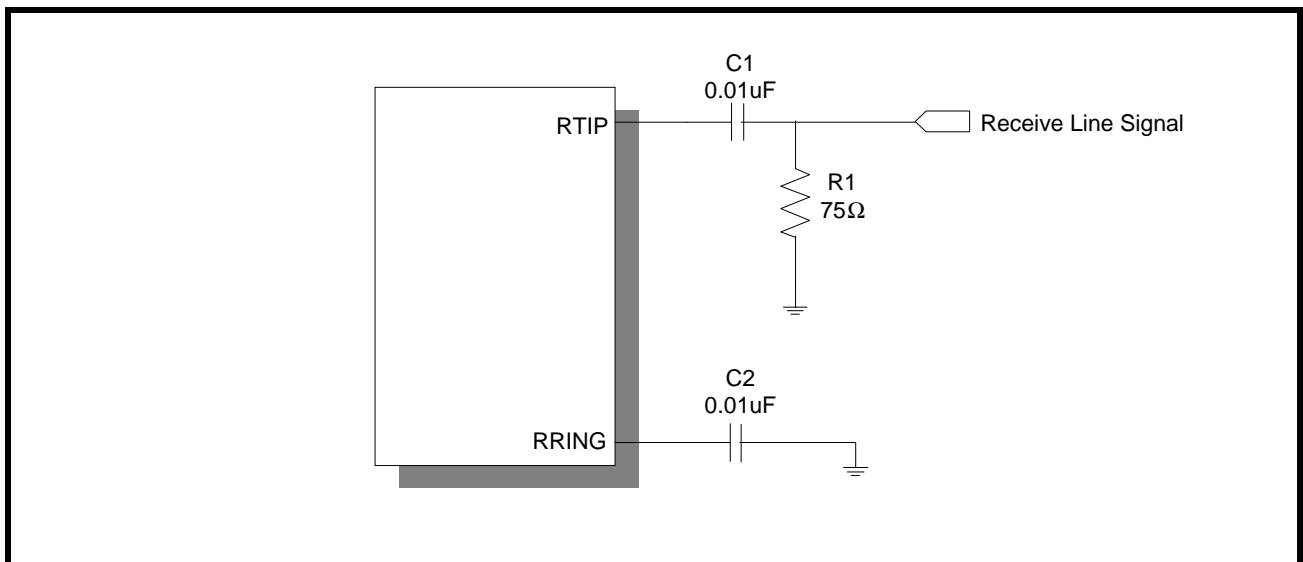 C1
0.01uF
RTIP
Receive Line Signal
R1
75Ω
C2
0.01uF
RRING